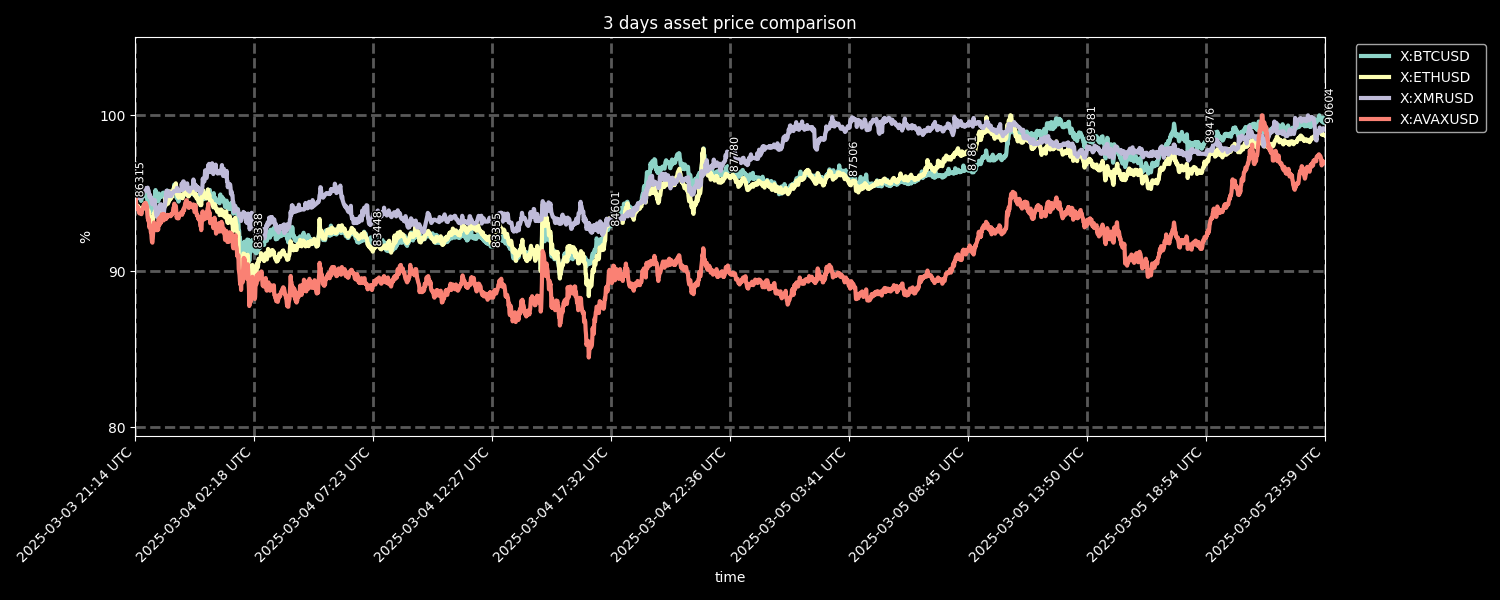 3 days asset price comparison
X:BTCUSD
X:ETHUSD
X:XMRUSD
X:AVAXUSD
100
90
80
%
86315
83338
83448
83355
84601
87780
87506
87861
89581
89476
90604
2025-03-03 21:14 UTC
2025-03-04 02:18 UTC
2025-03-04 07:23 UTC
2025-03-04 12:27 UTC
2025-03-04 17:32 UTC
2025-03-04 22:36 UTC
2025-03-05 03:41 UTC
2025-03-05 08:45 UTC
2025-03-05 13:50 UTC
2025-03-05 18:54 UTC
2025-03-05 23:59 UTC
time